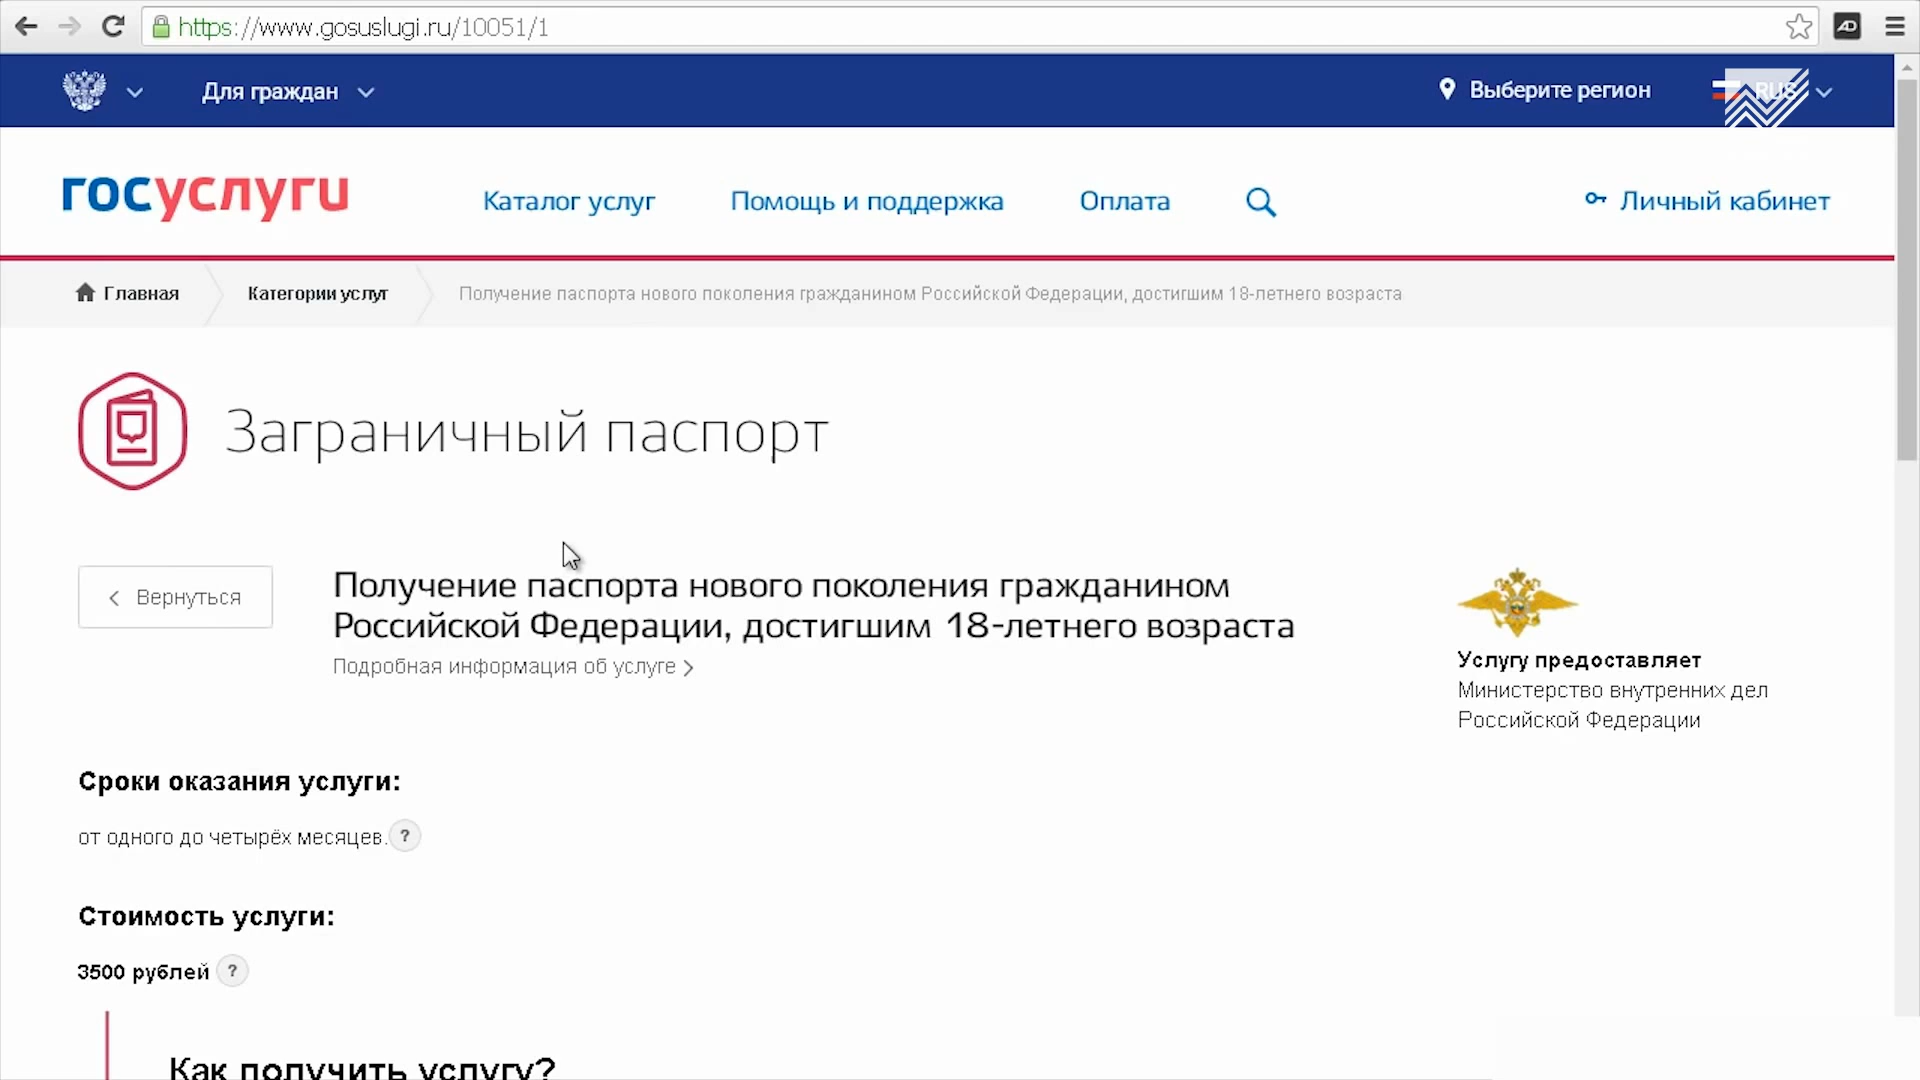 https://www.gosuslugi.ru/10051/1
Для граждан
Выберите регион
RUS
госуслуги
Каталог услуг
Помощь и поддержка
Оплата
Личный кабинет
Главная
Категории услуг
Получение паспорта нового поколения гражданином Российской Федерации, достигшим 18-летнего возраста
Заграничный паспорт
Вернуться
Получение паспорта нового поколения гражданином
Российской Федерации, достигшим 18-летнего возраста
Подробная информация об услуге
Услугу предоставляет
Министерство внутренних дел
Российской Федерации
Сроки оказания услуги:
от одного до четырёх месяцев. ?
Стоимость услуги:
3500 рублей ?
Как получить услугу?